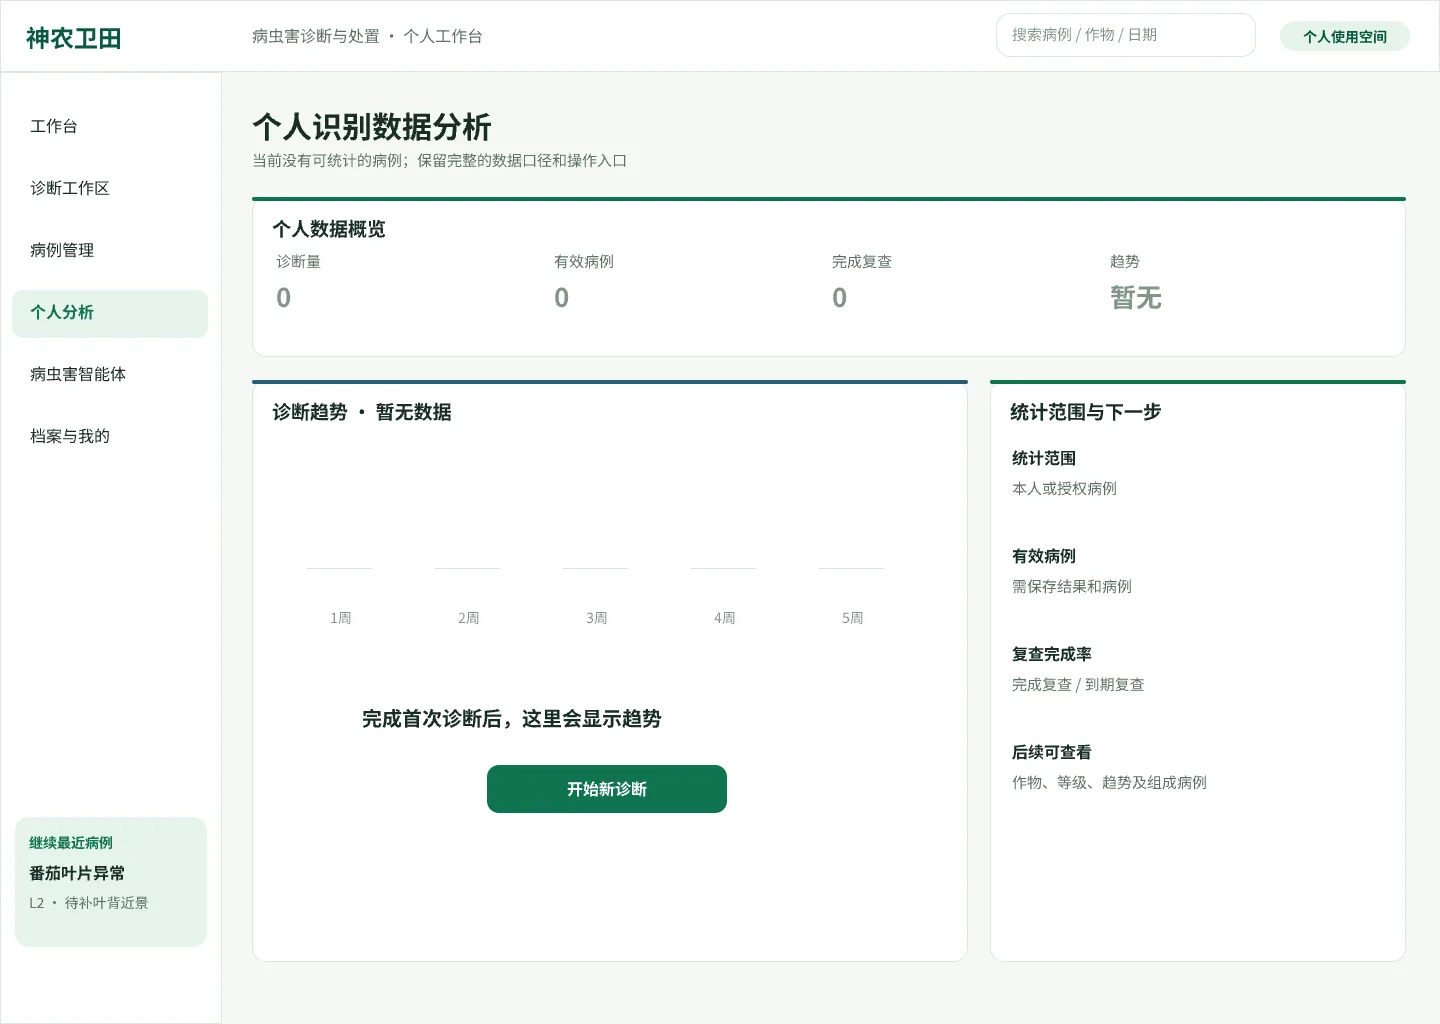 神农卫田
病虫害诊断与处置 · 个人工作台
搜索病例 / 作物 / 日期
个人使用空间
工作台
诊断工作区
病例管理
个人分析
病虫害智能体
档案与我的
继续最近病例
番茄叶片异常
L2 · 待补叶背近景
个人识别数据分析
当前没有可统计的病例；保留完整的数据口径和操作入口
个人数据概览
诊断量
有效病例
完成复查
趋势
0
0
0
暂无
诊断趋势 · 暂无数据
1周
2周
3周
4周
5周
完成首次诊断后，这里会显示趋势
开始新诊断
统计范围与下一步
统计范围
本人或授权病例
有效病例
需保存结果和病例
复查完成率
完成复查 / 到期复查
后续可查看
作物、等级、趋势及组成病例